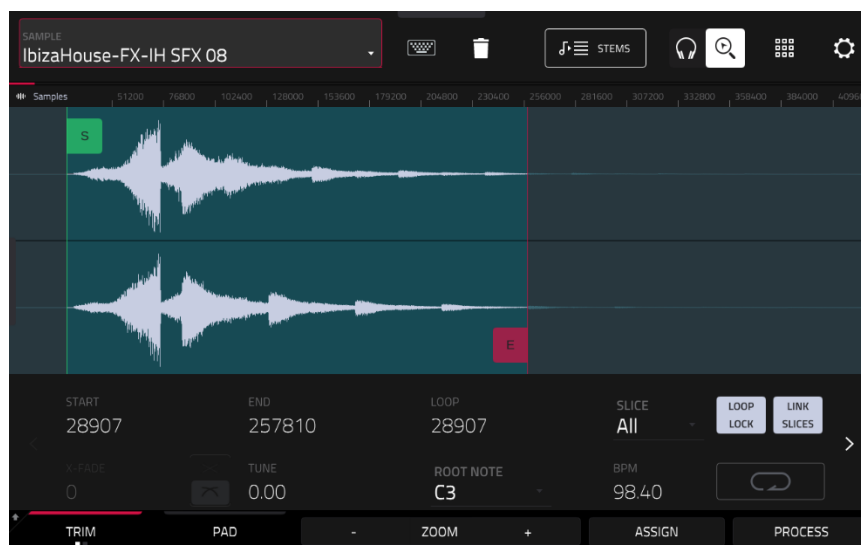 SAMPLE
IbizaHouse-FX-IH SFX 08
STEMS
Samples 51200 76800 102400 128000 153600 179200 204800 230400 256000 281600 307200 332800 358400 384000
S
E
START END LOOP SLICE LOOP LOCK LINK SLICES
28907 257810 28907 All
X-FADE TUNE ROOT NOTE BPM
0 0.00 C3 98.40
TRIM PAD - ZOOM + ASSIGN PROCESS